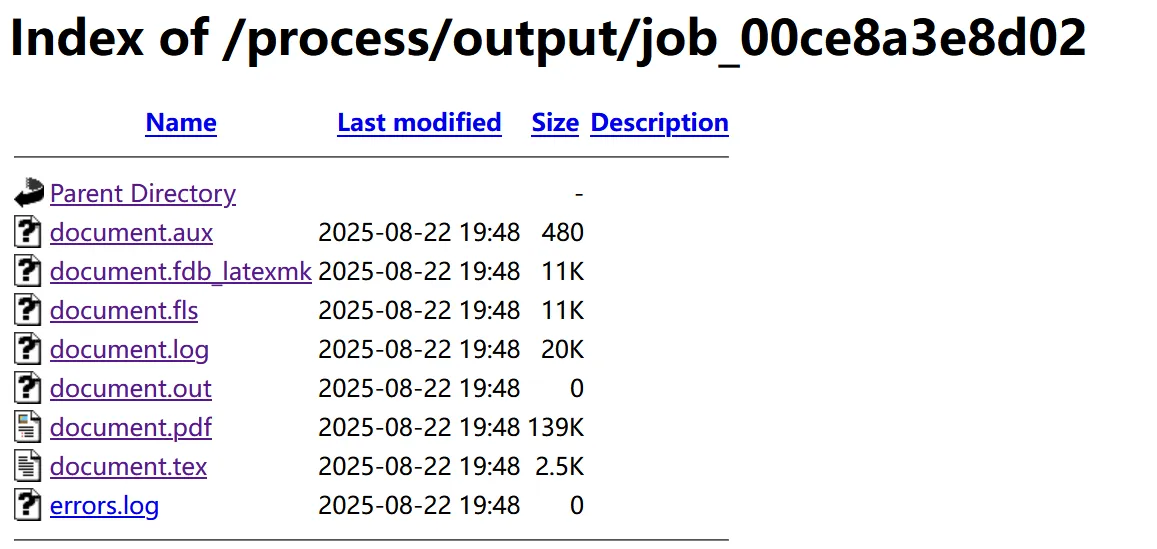 Index of /process/output/job_00ce8a3e8d02
Name Last modified Size Description
Parent Directory -
document.aux 2025-08-22 19:48 480
document.fdb_latexmk 2025-08-22 19:48 11K
document.fls 2025-08-22 19:48 11K
document.log 2025-08-22 19:48 20K
document.out 2025-08-22 19:48 0
document.pdf 2025-08-22 19:48 139K
document.tex 2025-08-22 19:48 2.5K
errors.log 2025-08-22 19:48 0